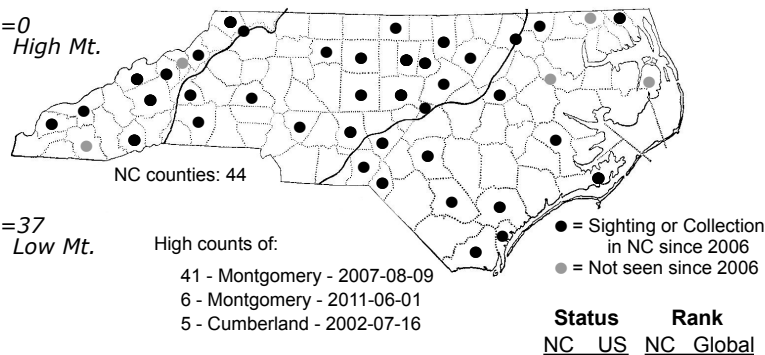 =0
High Mt.
NC counties: 44
=37
Low Mt.
High counts of:
41 - Montgomery - 2007-08-09
6 - Montgomery - 2011-06-01
5 - Cumberland - 2002-07-16
= Sighting or Collection
in NC since 2006
= Not seen since 2006
Status Rank
NC US NC Global